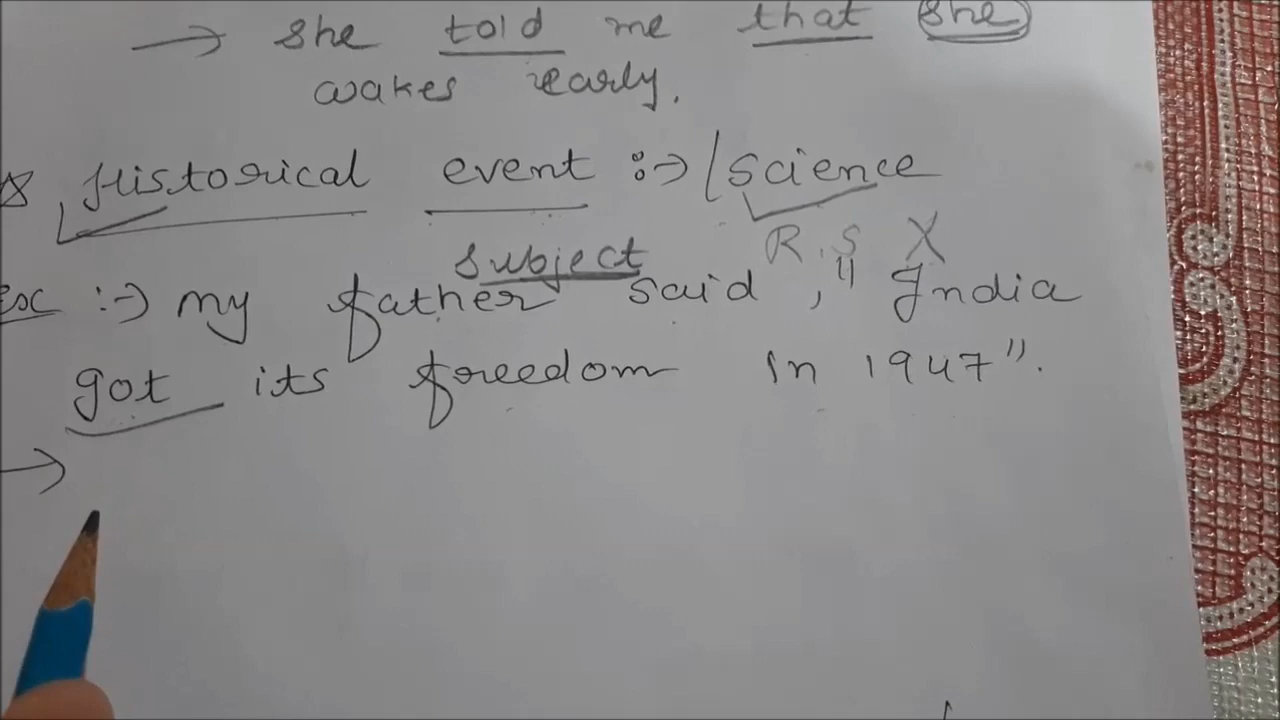 → she told me that she
wakes early.
Historical event :→ / Science
subject R.S X
:→ my father said ," India
got its freedom in 1947".
→